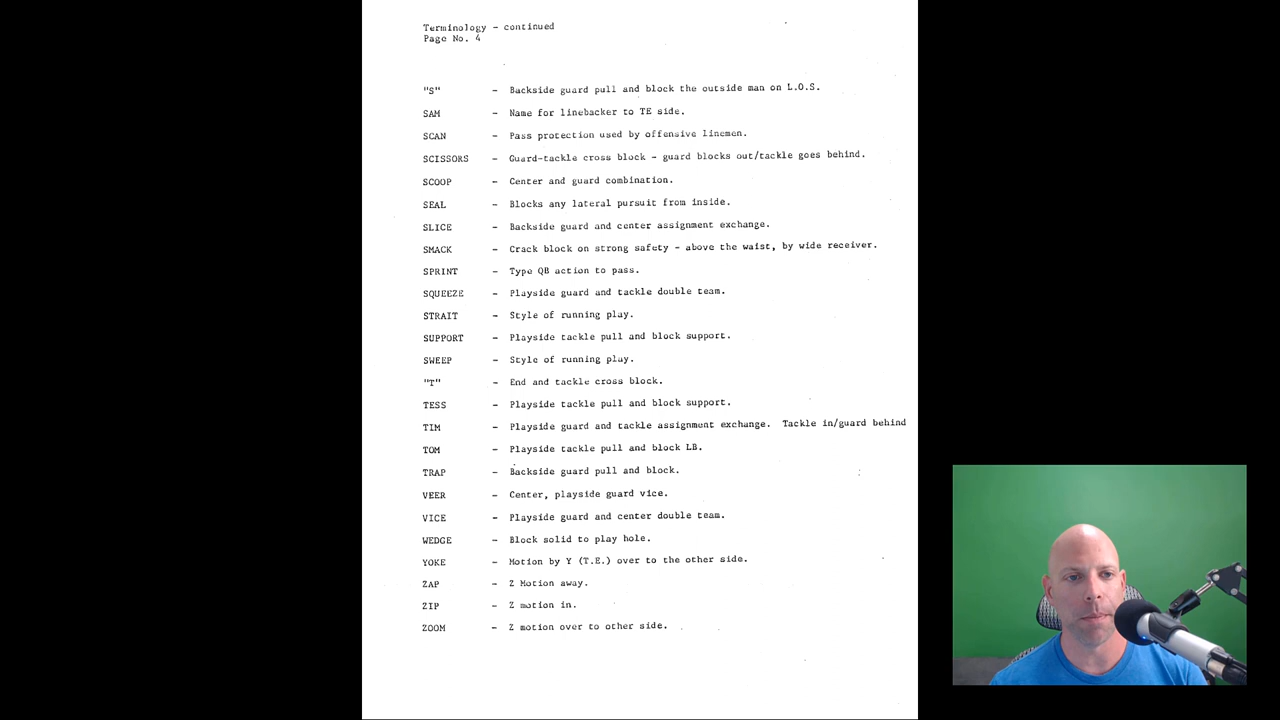 Terminology - continued
Page No. 4
"S" - Backside guard pull and block the outside man on L.O.S.
SAM - Name for linebacker to TE side.
SCAN - Pass protection used by offensive linemen.
SCISSORS - Guard-tackle cross block - guard blocks out/tackle goes behind.
SCOOP - Center and guard combination.
SEAL - Blocks any lateral pursuit from inside.
SLICE - Backside guard and center assignment exchange.
SMACK - Crack block on strong safety - above the waist, by wide receiver.
SPRINT - Type QB action to pass.
SQUEEZE - Playside guard and tackle double team.
STRAIT - Style of running play.
SUPPORT - Playside tackle pull and block support.
SWEEP - Style of running play.
"T" - End and tackle cross block.
TESS - Playside tackle pull and block support.
TIM - Playside guard and tackle assignment exchange. Tackle in/guard behind
TOM - Playside tackle pull and block LB.
TRAP - Backside guard pull and block.
VEER - Center, playside guard vice.
VICE - Playside guard and center double team.
WEDGE - Block solid to play hole.
YOKE - Motion by Y (T.E.) over to the other side.
ZAP - Z Motion away.
ZIP - Z motion in.
ZOOM - Z motion over to other side.